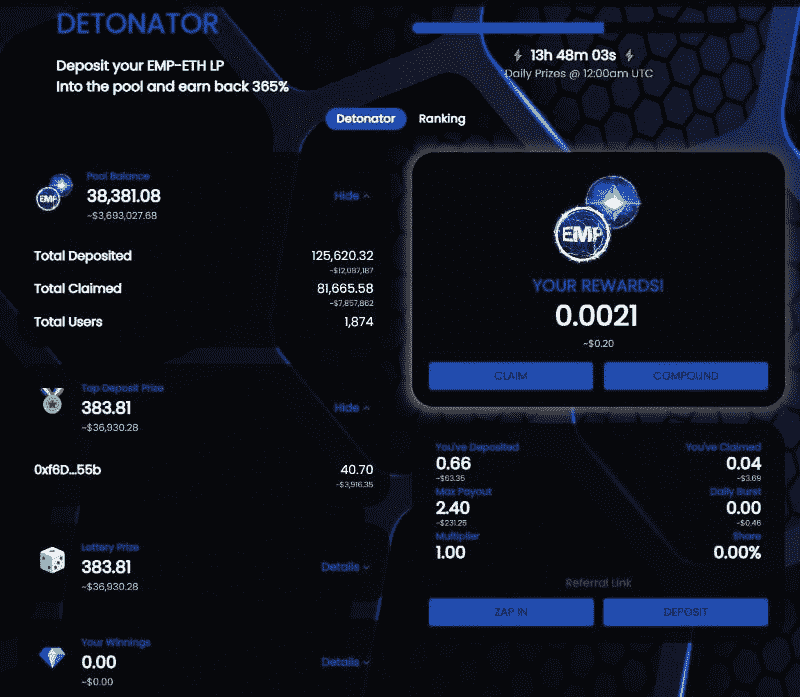 DETONATOR
Deposit your EMP-ETH LP
Into the pool and earn back 365%
13h 48m 03s
Daily Prizes @ 12:00am UTC
Detonator
Ranking
Pool Balance
38,381.08
~$3,693,027.68
Hide
EMP
Total Deposited
125,620.32
~$12,087,187
Total Claimed
81,665.58
~$7,857,862
Total Users
1,874
Top Deposit Prize
383.81
~$36,930.28
Hide
0xf6D...55b
40.70
~$3,916.35
Lottery Prize
383.81
~$36,930.28
Details
Your Winnings
0.00
~$0.00
Details
EMP
YOUR REWARDS!
0.0021
~$0.20
CLAIM
COMPOUND
You've Deposited
0.66
~$63.35
You've Claimed
0.04
~$3.69
Max Payout
2.40
~$231.25
Daily Burst
0.00
~$0.46
Multiplier
1.00
Share
0.00%
Referral Link
ZAP IN
DEPOSIT